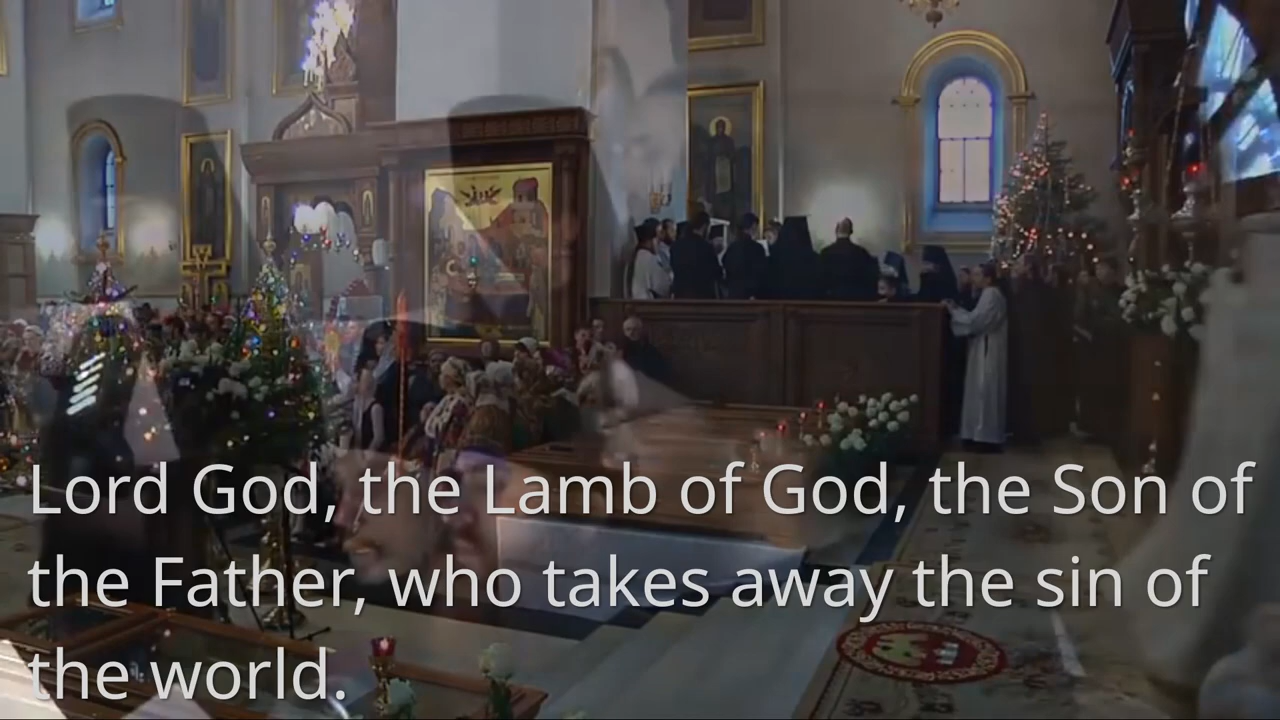 Lord God, the Lamb of God, the Son of
the Father, who takes away the sin of
the world.